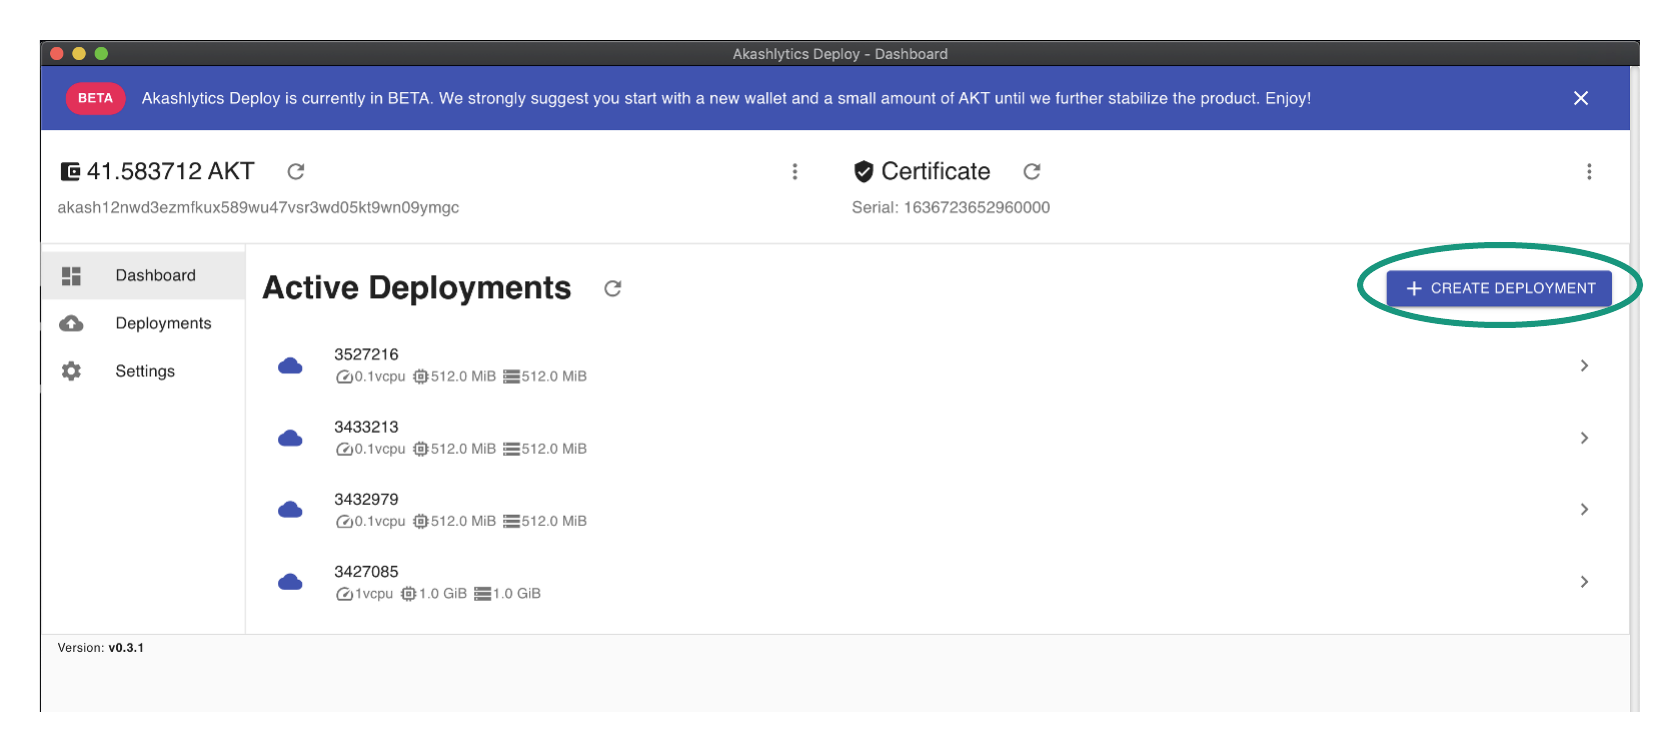 Akashlytics Deploy - Dashboard
BETA Akashlytics Deploy is currently in BETA. We strongly suggest you start with a new wallet and a small amount of AKT until we further stabilize the product. Enjoy!
41.583712 AKT
akash12nwd3ezmfkux589wu47vsr3wd05kt9wn09ymgc
Certificate
Serial: 1636723652960000
Dashboard
Deployments
Settings
Active Deployments
+ CREATE DEPLOYMENT
3527216
0.1vcpu 512.0 MiB 512.0 MiB
3433213
0.1vcpu 512.0 MiB 512.0 MiB
3432979
0.1vcpu 512.0 MiB 512.0 MiB
3427085
1vcpu 1.0 GiB 1.0 GiB
Version: v0.3.1